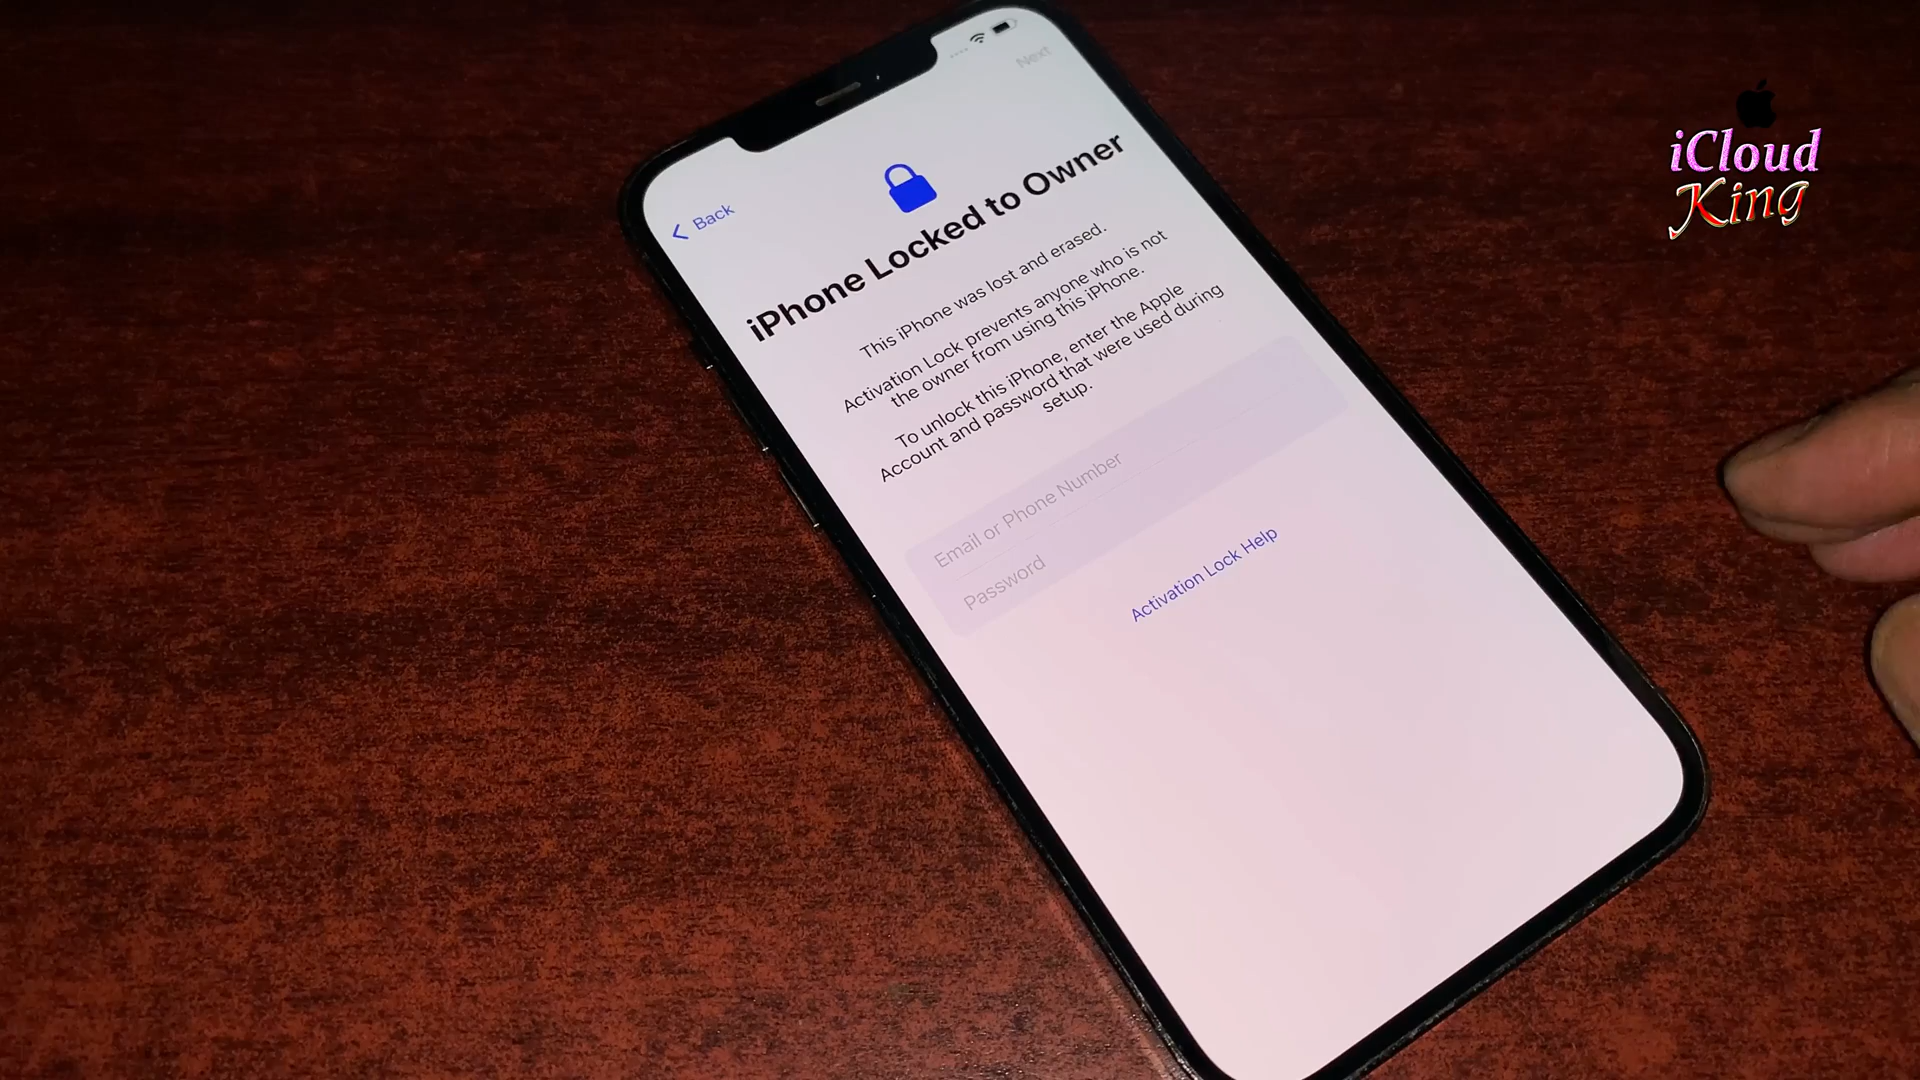 Next
< Back
iPhone Locked to Owner
This iPhone was lost and erased.
Activation Lock prevents anyone who is not
the owner from using this iPhone.
To unlock this iPhone, enter the Apple
Account and password that were used during
setup.
Email or Phone Number
Password
Activation Lock Help
iCloud
King